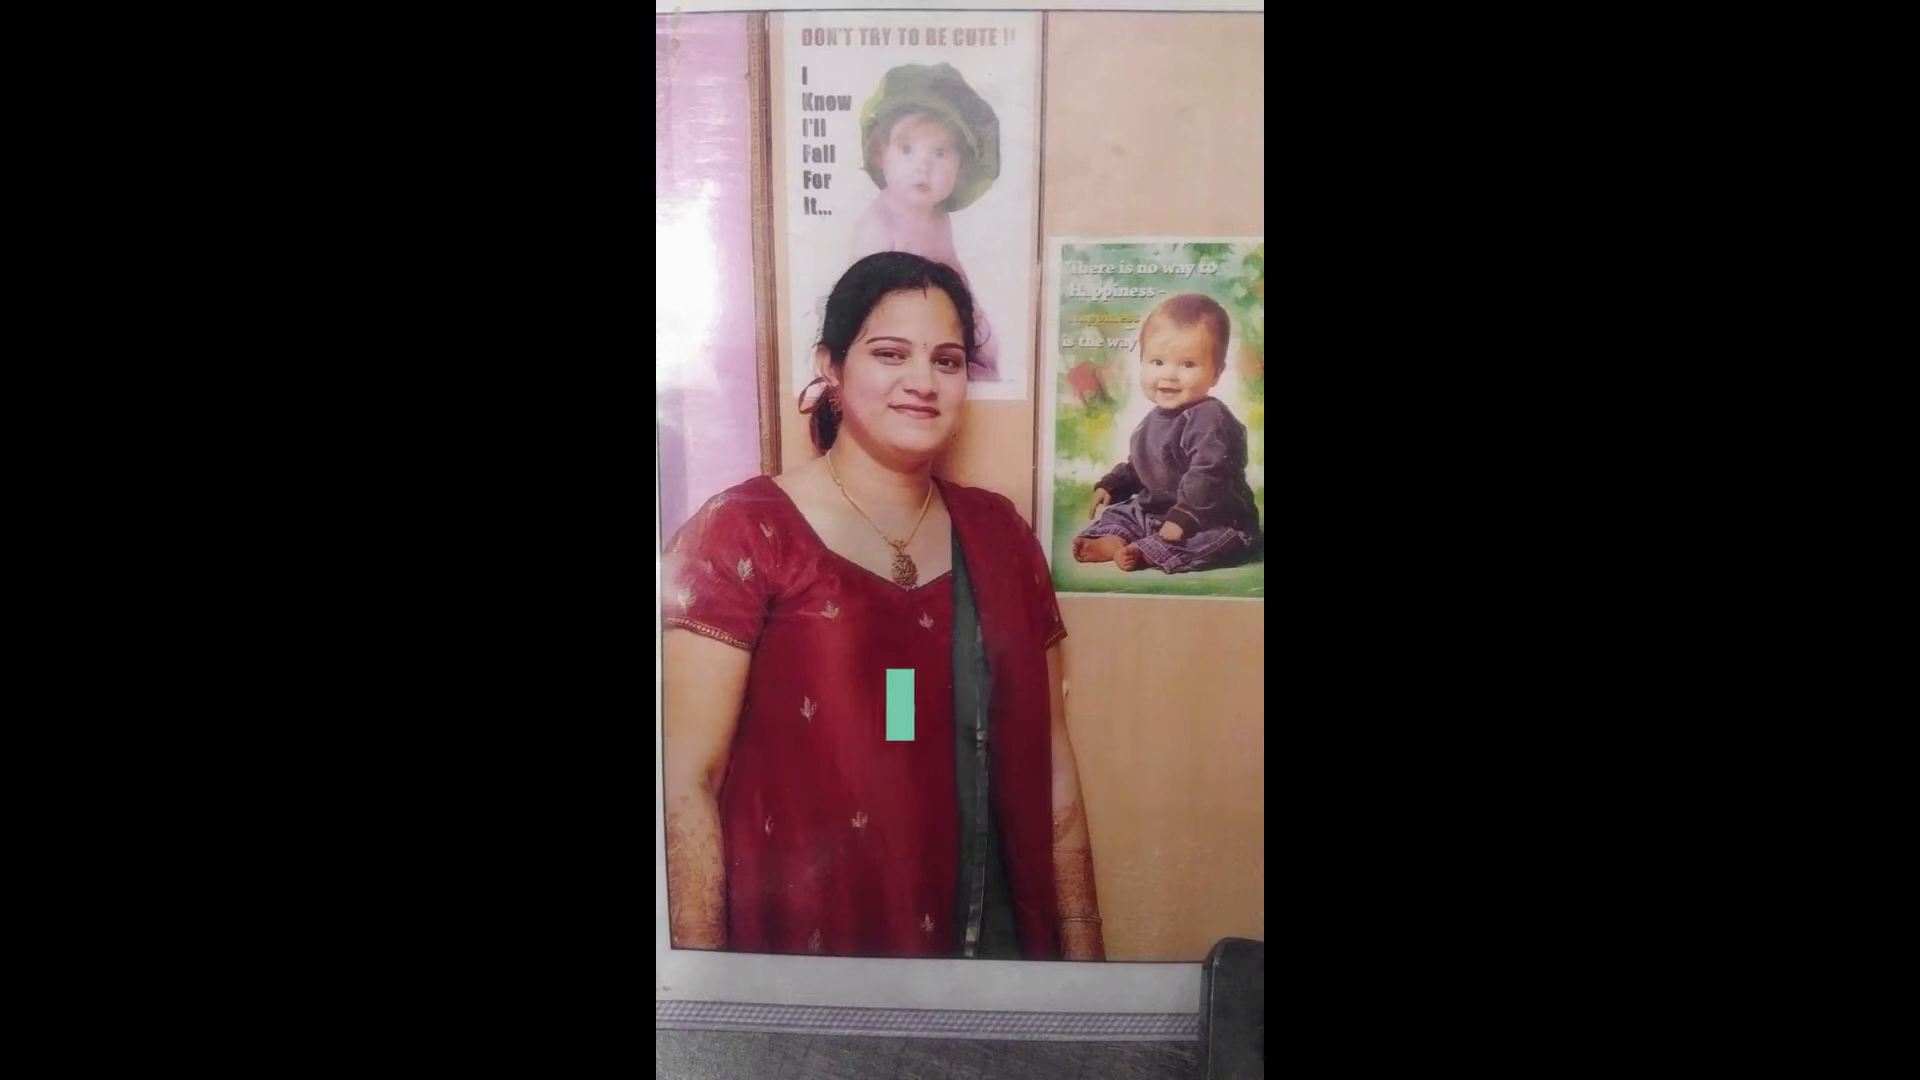 DON'T TRY TO BE CUTE !!
I
Know
I'll
Fall
For
It...
There is no way to
Happiness -
Happiness
is the way